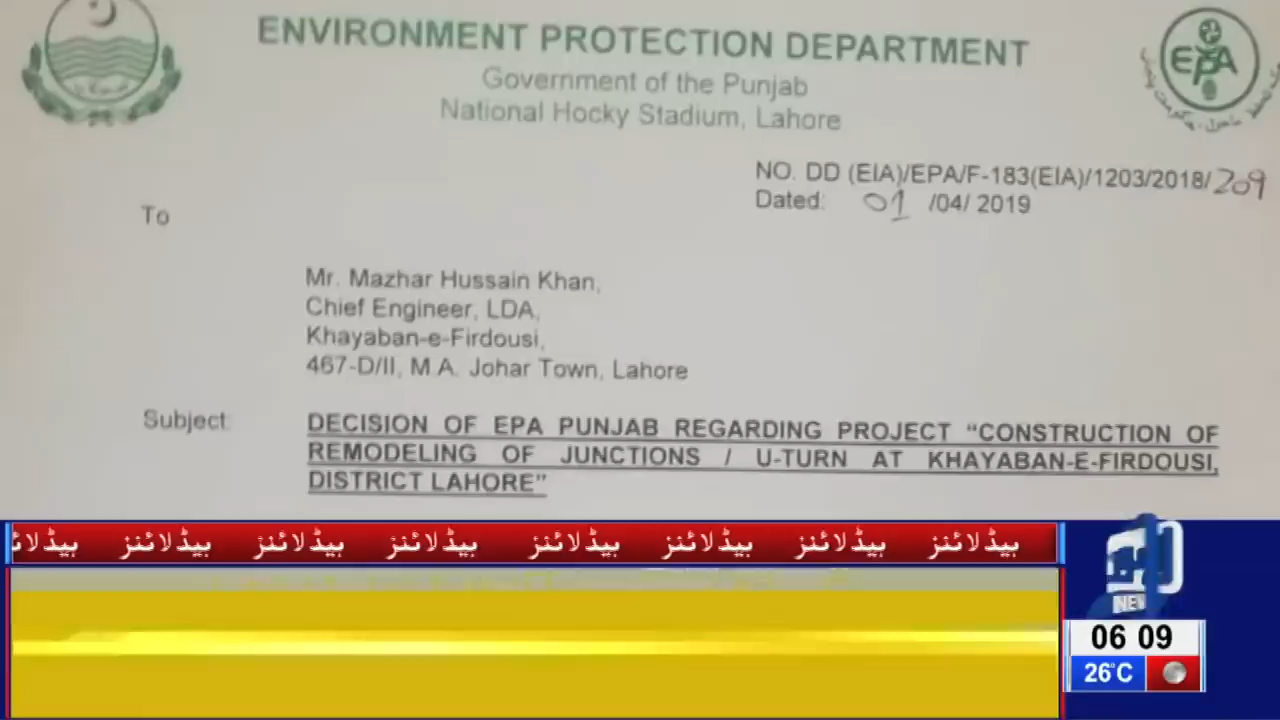 ENVIRONMENT PROTECTION DEPARTMENT
Government of the Punjab
National Hocky Stadium, Lahore
EPA
NO. DD (EIA)/EPA/F-183(EIA)/1203/2018/209
Dated: 01 /04/ 2019
To
Mr. Mazhar Hussain Khan,
Chief Engineer, LDA,
Khayaban-e-Firdousi,
467-D/II, M.A. Johar Town, Lahore
Subject: DECISION OF EPA PUNJAB REGARDING PROJECT “CONSTRUCTION OF
REMODELING OF JUNCTIONS / U-TURN AT KHAYABAN-E-FIRDOUSI,
DISTRICT LAHORE”
ہیڈلائنز ہیڈلائنز ہیڈلائنز ہیڈلائنز ہیڈلائنز ہیڈلائنز ہیڈلائنز
06 09
26°C